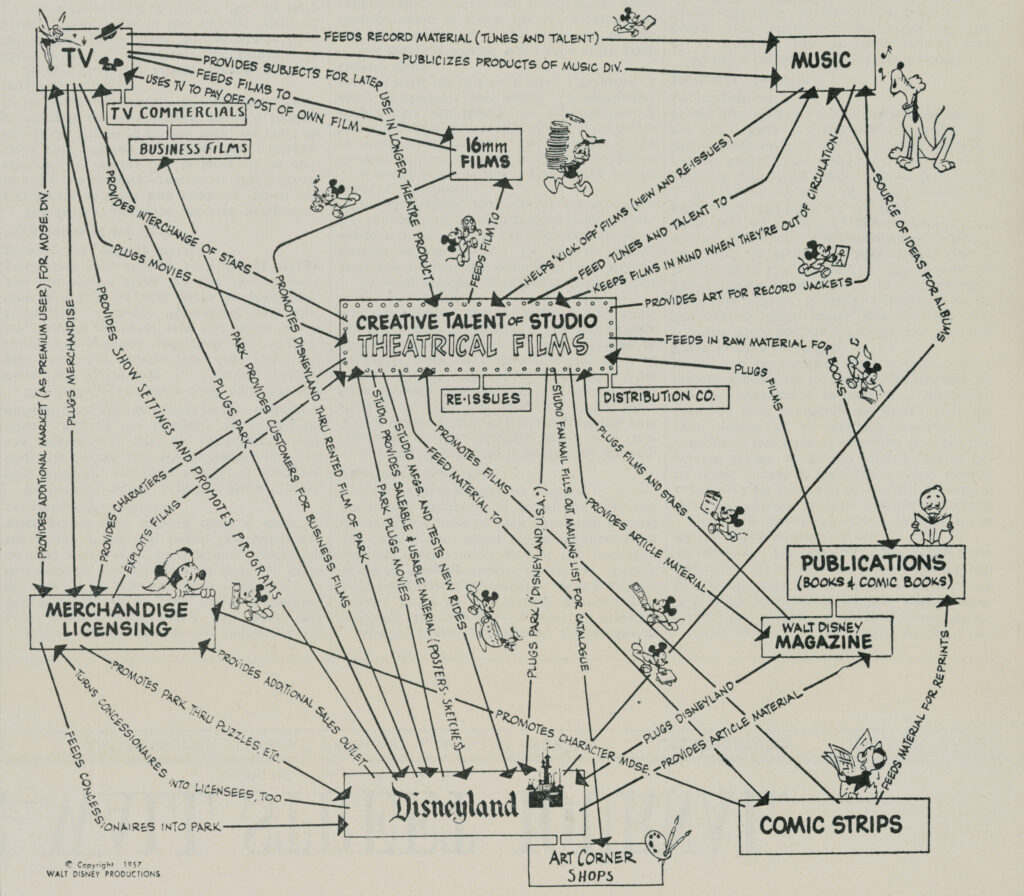 FEEDS RECORD MATERIAL (TUNES AND TALENT)
TV
PUBLICIZES PRODUCTS OF MUSIC DIV.
MUSIC
PROVIDES SUBJECTS FOR LATER USE IN LONGER THEATRE PRODUCT
FEEDS FILMS TO
USES TV TO PAY OFF COST OF OWN FILM
TV COMMERCIALS
BUSINESS FILMS
16mm
FILMS
PROVIDES INTERCHANGE OF STARS
PLUGS MOVIES
FEEDS FILM TO
HELPS "KICK OFF" FILMS (NEW AND RE-ISSUES)
FEED TUNES AND TALENT TO
KEEPS FILMS IN MIND WHEN THEY'RE OUT OF CIRCULATION
PROVIDES ART FOR RECORD JACKETS
SOURCE OF IDEAS FOR ALBUMS
PROVIDES ADDITIONAL MARKET (AS PREMIUM USER) FOR MDSE. DIV.
PLUGS MERCHANDISE
PROVIDES SHOW SETTINGS AND PROMOTES PROGRAMS
PLUGS PARK
PARK PROVIDES CUSTOMERS FOR BUSINESS FILMS
PROMOTES DISNEYLAND THRU RENTED FILM OF PARK
CREATIVE TALENT OF STUDIO
THEATRICAL FILMS
RE-ISSUES
DISTRIBUTION CO.
FEEDS IN RAW MATERIAL FOR BOOKS
PLUGS FILMS
PROVIDES CHARACTERS
EXPLOITS FILMS
PARK PLUGS MOVIES
STUDIO PROVIDES SALEABLE & USABLE MATERIAL (POSTERS-SKETCHES)
STUDIO MFGS. AND TESTS NEW RIDES
FEED MATERIAL TO
PROMOTES FILMS
PLUGS PARK ("DISNEYLAND U.S.A.")
STUDIO FAN MAIL FILLS OUT MAILING LIST FOR CATALOGUE
PLUGS FILMS AND STARS
PROVIDES ARTICLE MATERIAL
PUBLICATIONS
(BOOKS & COMIC BOOKS)
WALT DISNEY
MAGAZINE
MERCHANDISE
LICENSING
PROVIDES ADDITIONAL SALES OUTLET
PROMOTES PARK THRU PUZZLES, ETC.
TURNS CONCESSIONAIRES INTO LICENSEES, TOO
FEEDS CONCESSIONAIRES INTO PARK
PROMOTES CHARACTER MDSE.
PLUGS DISNEYLAND
PROVIDES ARTICLE MATERIAL
FEEDS MATERIAL FOR REPRINTS
Disneyland
COMIC STRIPS
ART CORNER
SHOPS
© Copyright 1957
WALT DISNEY PRODUCTIONS